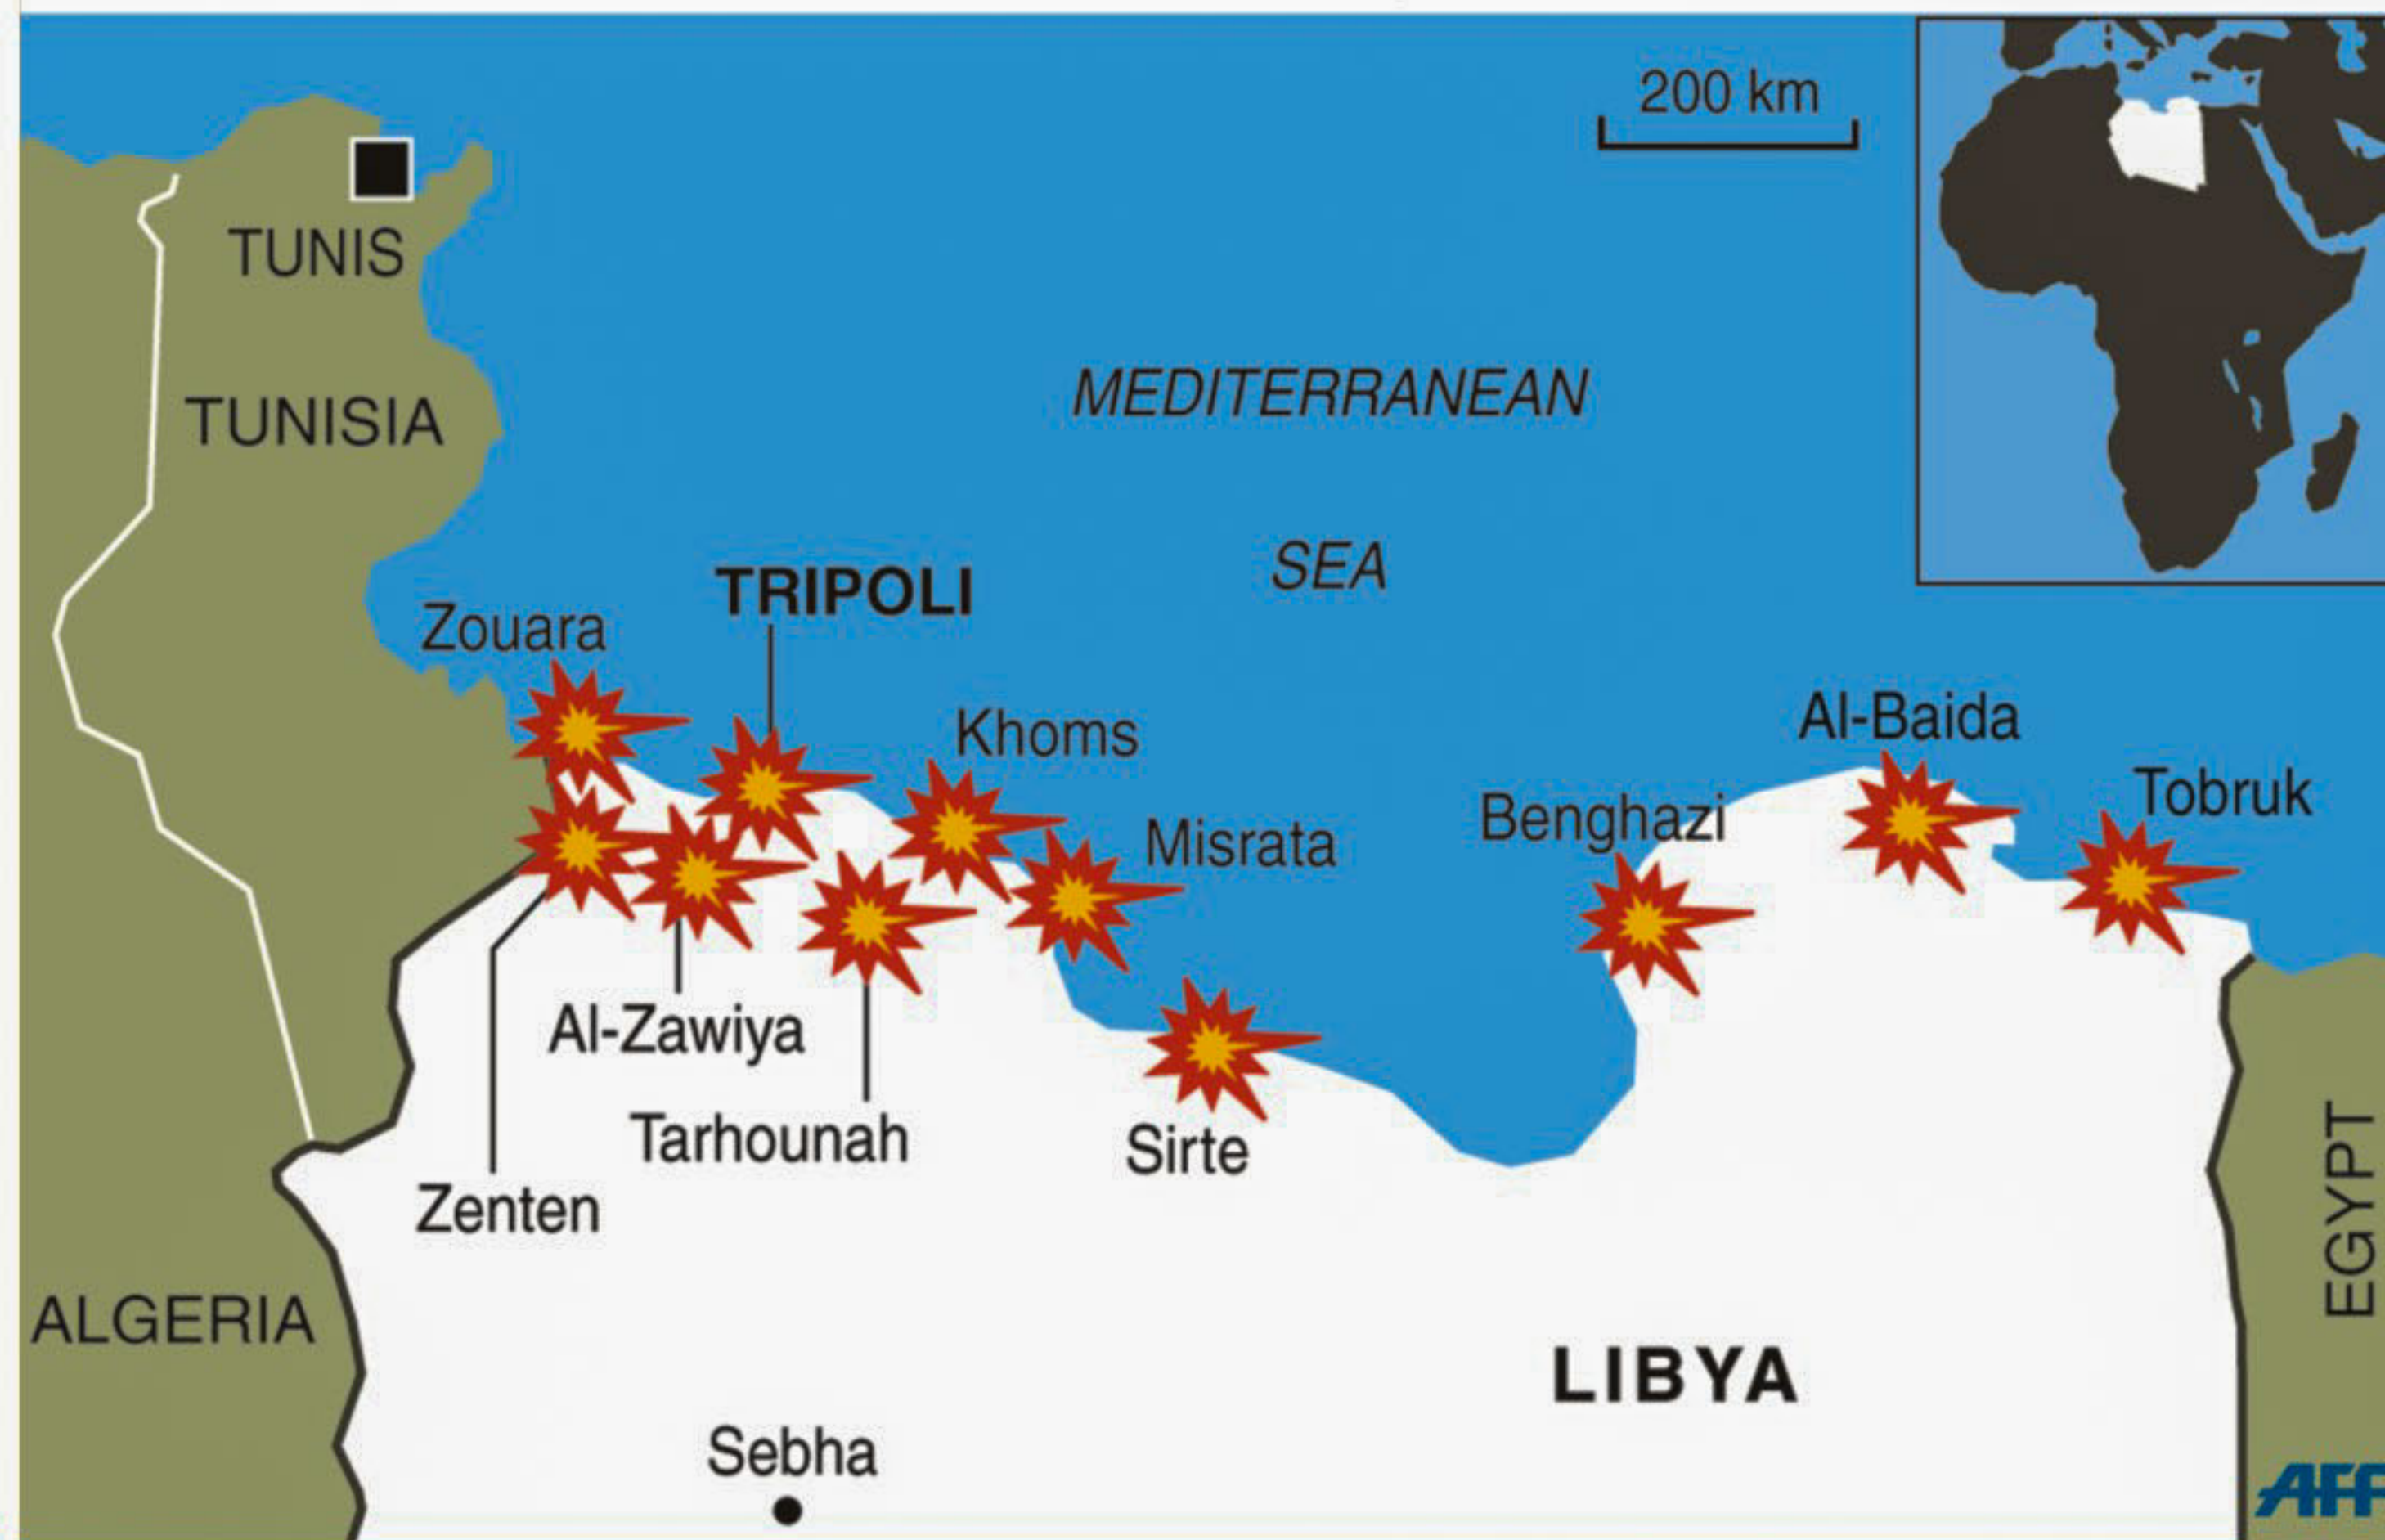 200 km
TUNIS
TUNISIA
MEDITERRANEAN
SEA
TRIPOLI
Zouara
Khoms
Al-Baida
Misrata
Benghazi
Tobruk
Al-Zawiya
Tarhounah
Sirte
Zenten
EGYPT
ALGERIA
LIBYA
Sebha
AFP